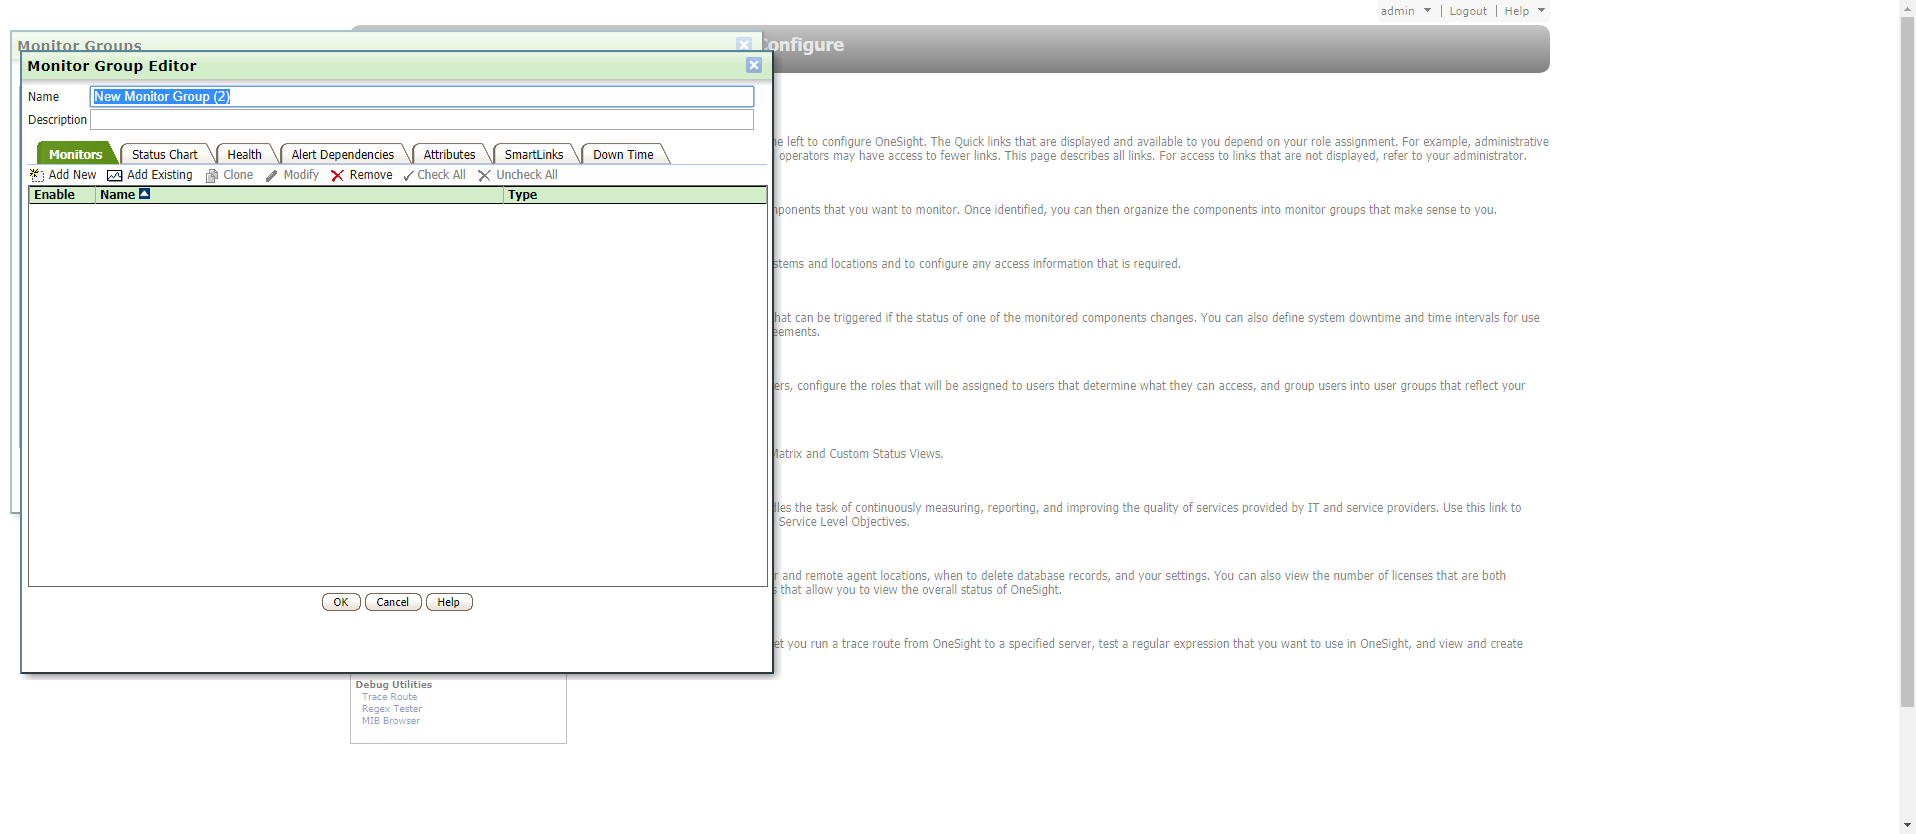 admin | Logout | Help
Monitor Groups
Configure
Monitor Group Editor
Name New Monitor Group (2)
Description
Monitors Status Chart Health Alert Dependencies Attributes SmartLinks Down Time
Add New Add Existing Clone Modify Remove Check All Uncheck All
Enable Name Type
left to configure OneSight. The Quick links that are displayed and available to you depend on your role assignment. For example, administrative
operators may have access to fewer links. This page describes all links. For access to links that are not displayed, refer to your administrator.
that you want to monitor. Once identified, you can then organize the components into monitor groups that make sense to you.
and locations and to configure any access information that is required.
can be triggered if the status of one of the monitored components changes. You can also define system downtime and time intervals for use
configure the roles that will be assigned to users that determine what they can access, and group users into user groups that reflect your
Matrix and Custom Status Views.
the task of continuously measuring, reporting, and improving the quality of services provided by IT and service providers. Use this link to
Service Level Objectives.
and remote agent locations, when to delete database records, and your settings. You can also view the number of licenses that are both
that allow you to view the overall status of OneSight.
OK Cancel Help
you run a trace route from OneSight to a specified server, test a regular expression that you want to use in OneSight, and view and create
Debug Utilities
Trace Route
Regex Tester
MIB Browser